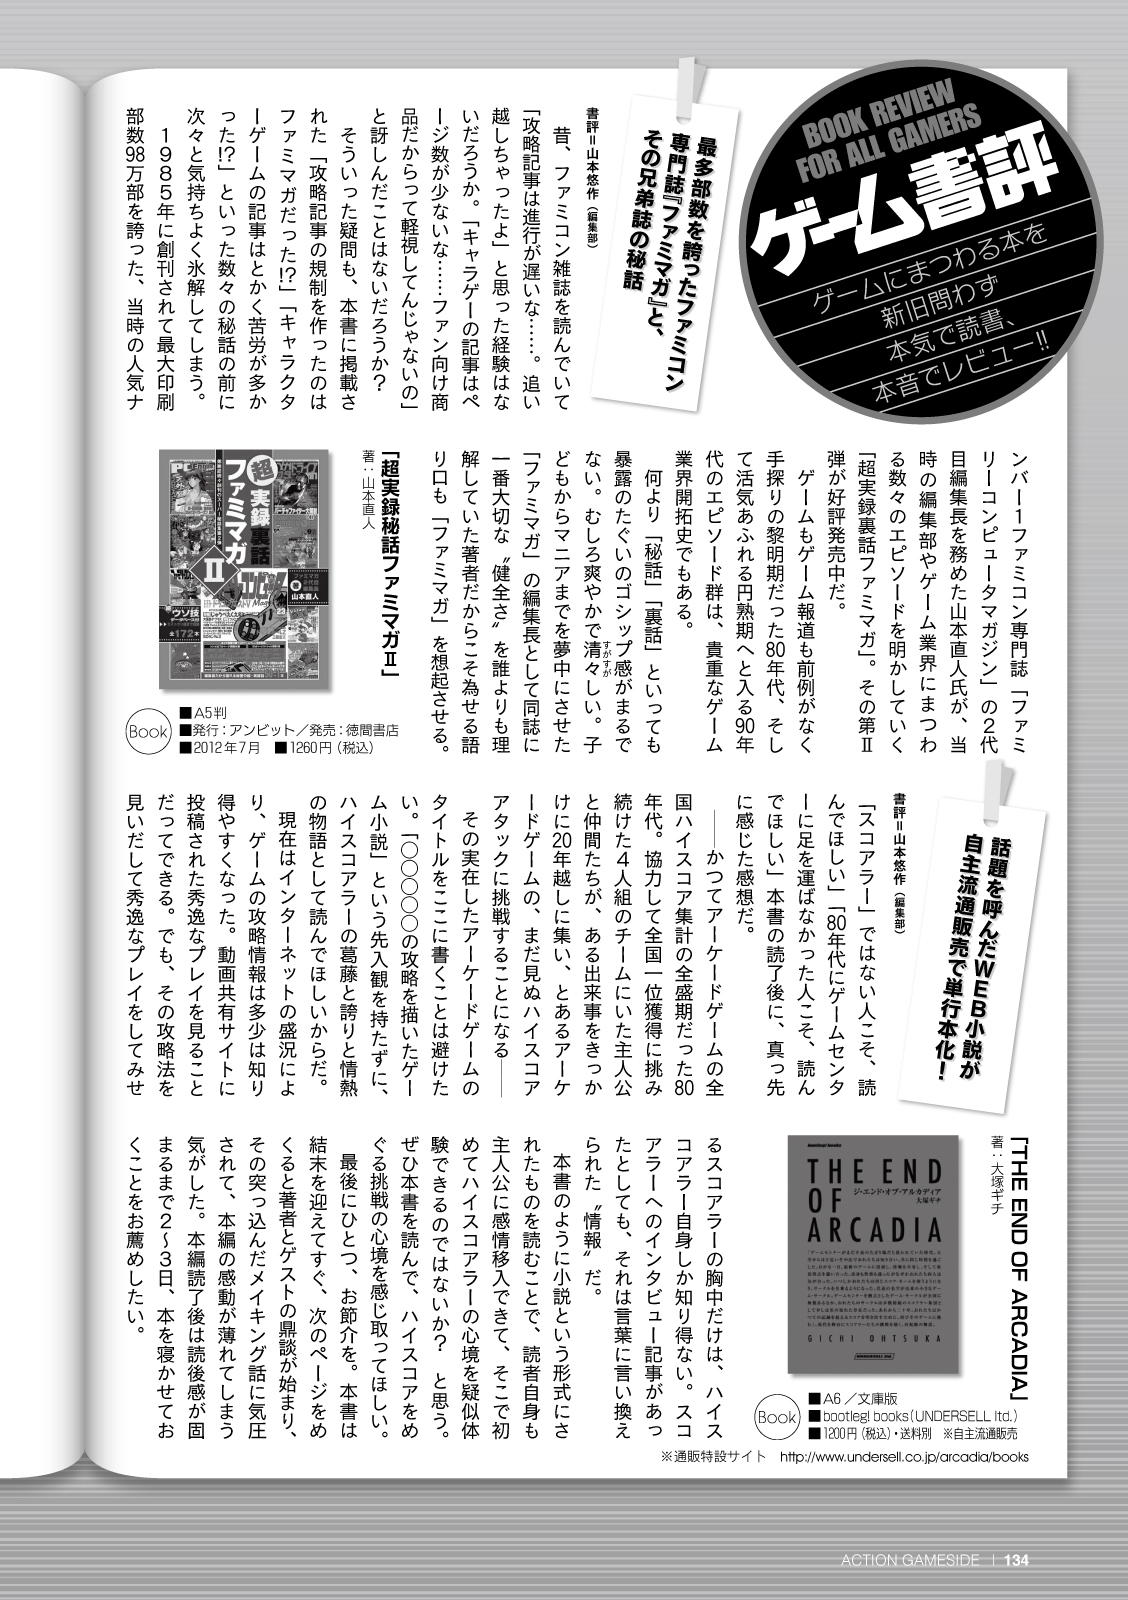 BOOK REVIEW
FOR ALL GAMERS
ゲーム書評
ゲームにまつわる本を
新旧問わず
本気で読書、
本音でレビュー!!
最多部数を誇ったファミコン
専門誌『ファミマガ』と、
その兄弟誌の秘話
書評＝山本悠作（編集部）
　昔、ファミコン雑誌を読んでいて
「攻略記事は進行が遅いな……。追い
越しちゃったよ」と思った経験はな
いだろうか。「キャラゲーの記事はペ
ージ数が少ないな……ファン向け商
品だからって軽視してんじゃないの」
と訝しんだことはないだろうか？
　そういった疑問も、本書に掲載さ
れた「攻略記事の規制を作ったのは
ファミマガだった!?」「キャラクタ
ーゲームの記事はとかく苦労が多か
った!?」といった数々の秘話の前に
次々と気持ちよく氷解してしまう。
　1985年に創刊されて最大印刷
部数98万部を誇った、当時の人気ナ
ンバー1ファミコン専門誌「ファミ
リーコンピュータマガジン」の2代
目編集長を務めた山本直人氏が、当
時の編集部やゲーム業界にまつわ
る数々のエピソードを明かしていく
「超実録裏話ファミマガ」。その第Ⅱ
弾が好評発売中だ。
　ゲームもゲーム報道も前例がなく
手探りの黎明期だった80年代、そし
て活気あふれる円熟期へと入る90年
代のエピソード群は、貴重なゲーム
業界開拓史でもある。
　何より「秘話」「裏話」といっても
暴露のたぐいのゴシップ感がまるで
ない。むしろ爽やかで清々しい。子
すがすが
どもからマニアまでを夢中にさせた
「ファミマガ」の編集長として同誌に
一番大切な〝健全さ〟を誰よりも理
解していた著者だからこそ為せる語
り口も「ファミマガ」を想起させる。
「超実録秘話ファミマガⅡ」
著：山本直人
超
実録裏話
ファミマガ
Ⅱ
山本直人
ウソ技
全172本
Book
■A5判
■発行：アンビット／発売：徳間書店
■2012年7月　■1260円（税込）
話題を呼んだWEB小説が
自主流通販売で単行本化！
書評＝山本悠作（編集部）
　「スコアラー」ではない人こそ、読
んでほしい」「80年代にゲームセンタ
ーに足を運ばなかった人こそ、読ん
でほしい」本書の読了後に、真っ先
に感じた感想だ。
　――かつてアーケードゲームの全
国ハイスコア集計の全盛期だった80
年代。協力して全国一位獲得に挑み
続けた4人組のチームにいた主人公
と仲間たちが、ある出来事をきっか
けに20年越しに集い、とあるアーケ
ードゲームの、まだ見ぬハイスコア
アタックに挑戦することになる――
　その実在したアーケードゲームの
タイトルをここに書くことは避けた
い。「〇〇〇〇〇の攻略を描いたゲー
ム小説」という先入観を持たずに、
ハイスコアラーの葛藤と誇りと情熱
の物語として読んでほしいからだ。
　現在はインターネットの盛況によ
り、ゲームの攻略情報は多少は知り
得やすくなった。動画共有サイトに
投稿された秀逸なプレイを見ること
だってできる。でも、その攻略法を
見いだして秀逸なプレイをしてみせ
るスコアラーの胸中だけは、ハイス
コアラー自身しか知り得ない。スコ
アラーへのインタビュー記事があっ
たとしても、それは言葉に言い換え
られた〝情報〟だ。
　本書のように小説という形式にさ
れたものを読むことで、読者自身も
主人公に感情移入できて、そこで初
めてハイスコアラーの心境を疑似体
験できるのではないか？　と思う。
ぜひ本書を読んで、ハイスコアをめ
ぐる挑戦の心境を感じ取ってほしい。
　最後にひとつ、お節介を。本書は
結末を迎えてすぐ、次のページをめ
くると著者とゲストの鼎談が始まり、
その突っ込んだメイキング話に気圧
されて、本編の感動が薄れてしまう
気がした。本編読了後は読後感が固
まるまで2〜3日、本を寝かせてお
くことをお薦めしたい。
「THE END OF ARCADIA」
著：大塚ギチ
THE END
OF
ジ・エンド・オブ・アルカディア
大塚ギチ
ARCADIA
GICHI OHTSUKA
Book
■A6／文庫版
■bootleg! books（UNDERSELL ltd.）
■1200円（税込）・送料別　※自主流通販売
※通販特設サイト　http://www.undersell.co.jp/arcadia/books
ACTION GAMESIDE | 134